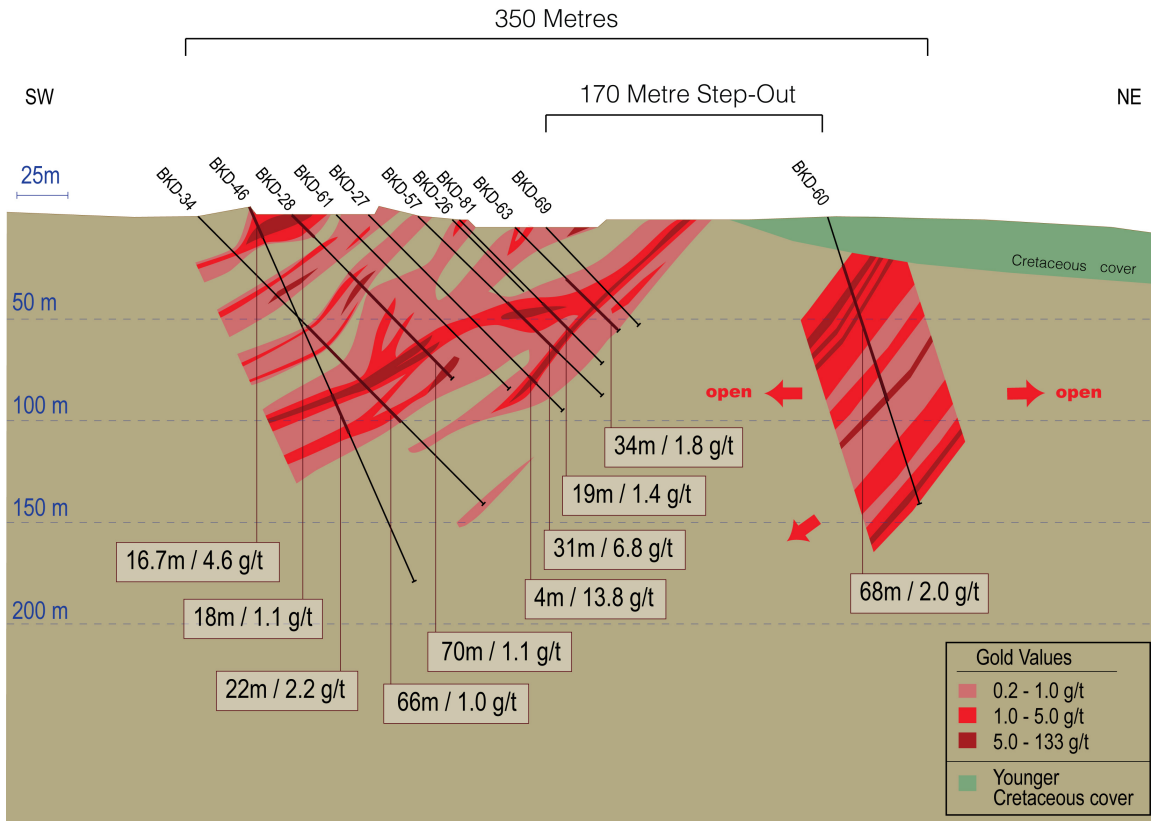 350 Metres
170 Metre Step-Out
SW
NE
25m
BKD-34
BKD-46
BKD-28
BKD-61
BKD-27
BKD-57
BKD-26
BKD-81
BKD-63
BKD-69
BKD-60
Cretaceous cover
50 m
open
open
100 m
34m / 1.8 g/t
19m / 1.4 g/t
150 m
31m / 6.8 g/t
16.7m / 4.6 g/t
4m / 13.8 g/t
68m / 2.0 g/t
18m / 1.1 g/t
200 m
70m / 1.1 g/t
22m / 2.2 g/t
66m / 1.0 g/t
Gold Values
0.2 - 1.0 g/t
1.0 - 5.0 g/t
5.0 - 133 g/t
Younger
Cretaceous cover